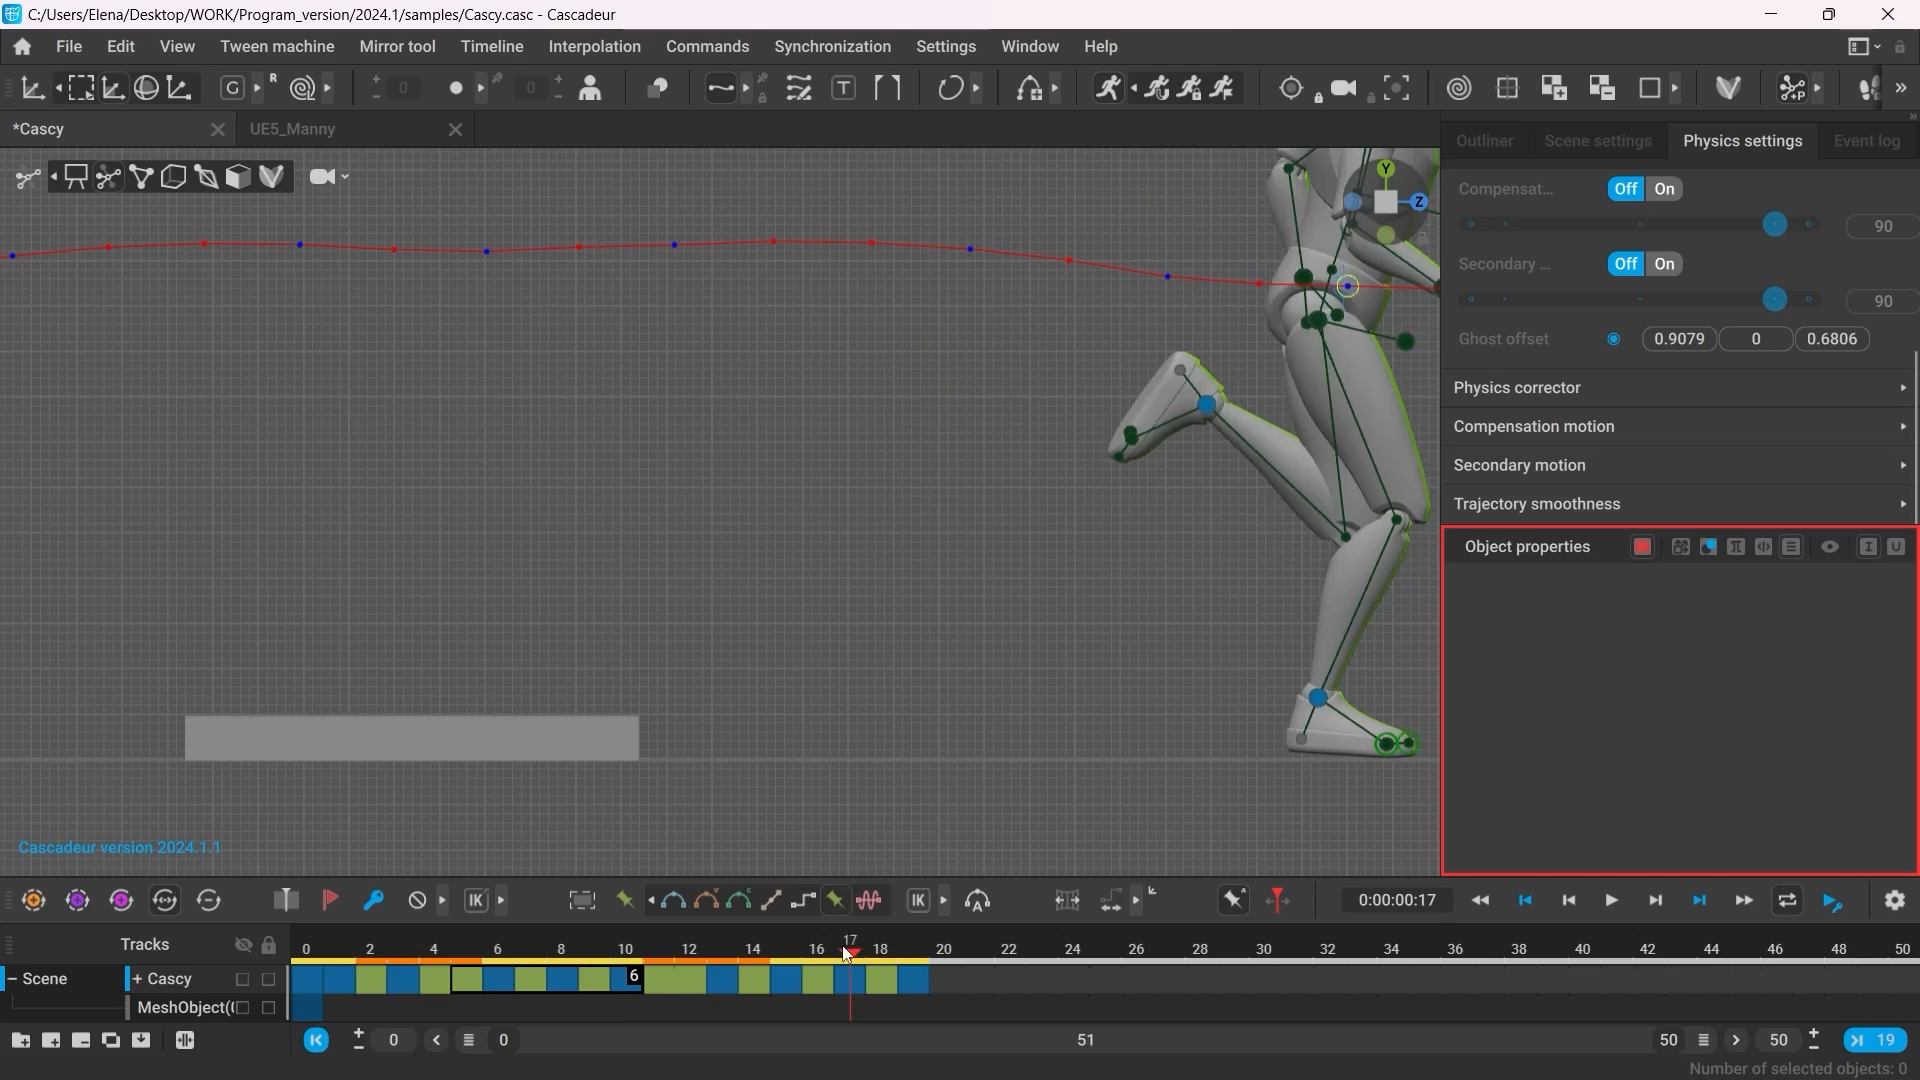 C:/Users/Elena/Desktop/WORK/Program_version/2024.1/samples/Cascy.casc - Cascadeur
File Edit View Tween machine Mirror tool Timeline Interpolation Commands Synchronization Settings Window Help
G R 0 0 T
*Cascy UE5_Manny
Outliner Scene settings Physics settings Event log
Y
Z
Compensat... Off On
90
Secondary ... Off On
90
Ghost offset 0.9079 0 0.6806
Physics corrector
Compensation motion
Secondary motion
Trajectory smoothness
Object properties
Cascadeur version 2024.1.1
IK IK A 0:00:00:17
Tracks 0 2 4 6 8 10 12 14 16 17 18 20 22 24 26 28 30 32 34 36 38 40 42 44 46 48 50
− Scene + Cascy 6
MeshObject((
0 0 51 50 50 19
Number of selected objects: 0